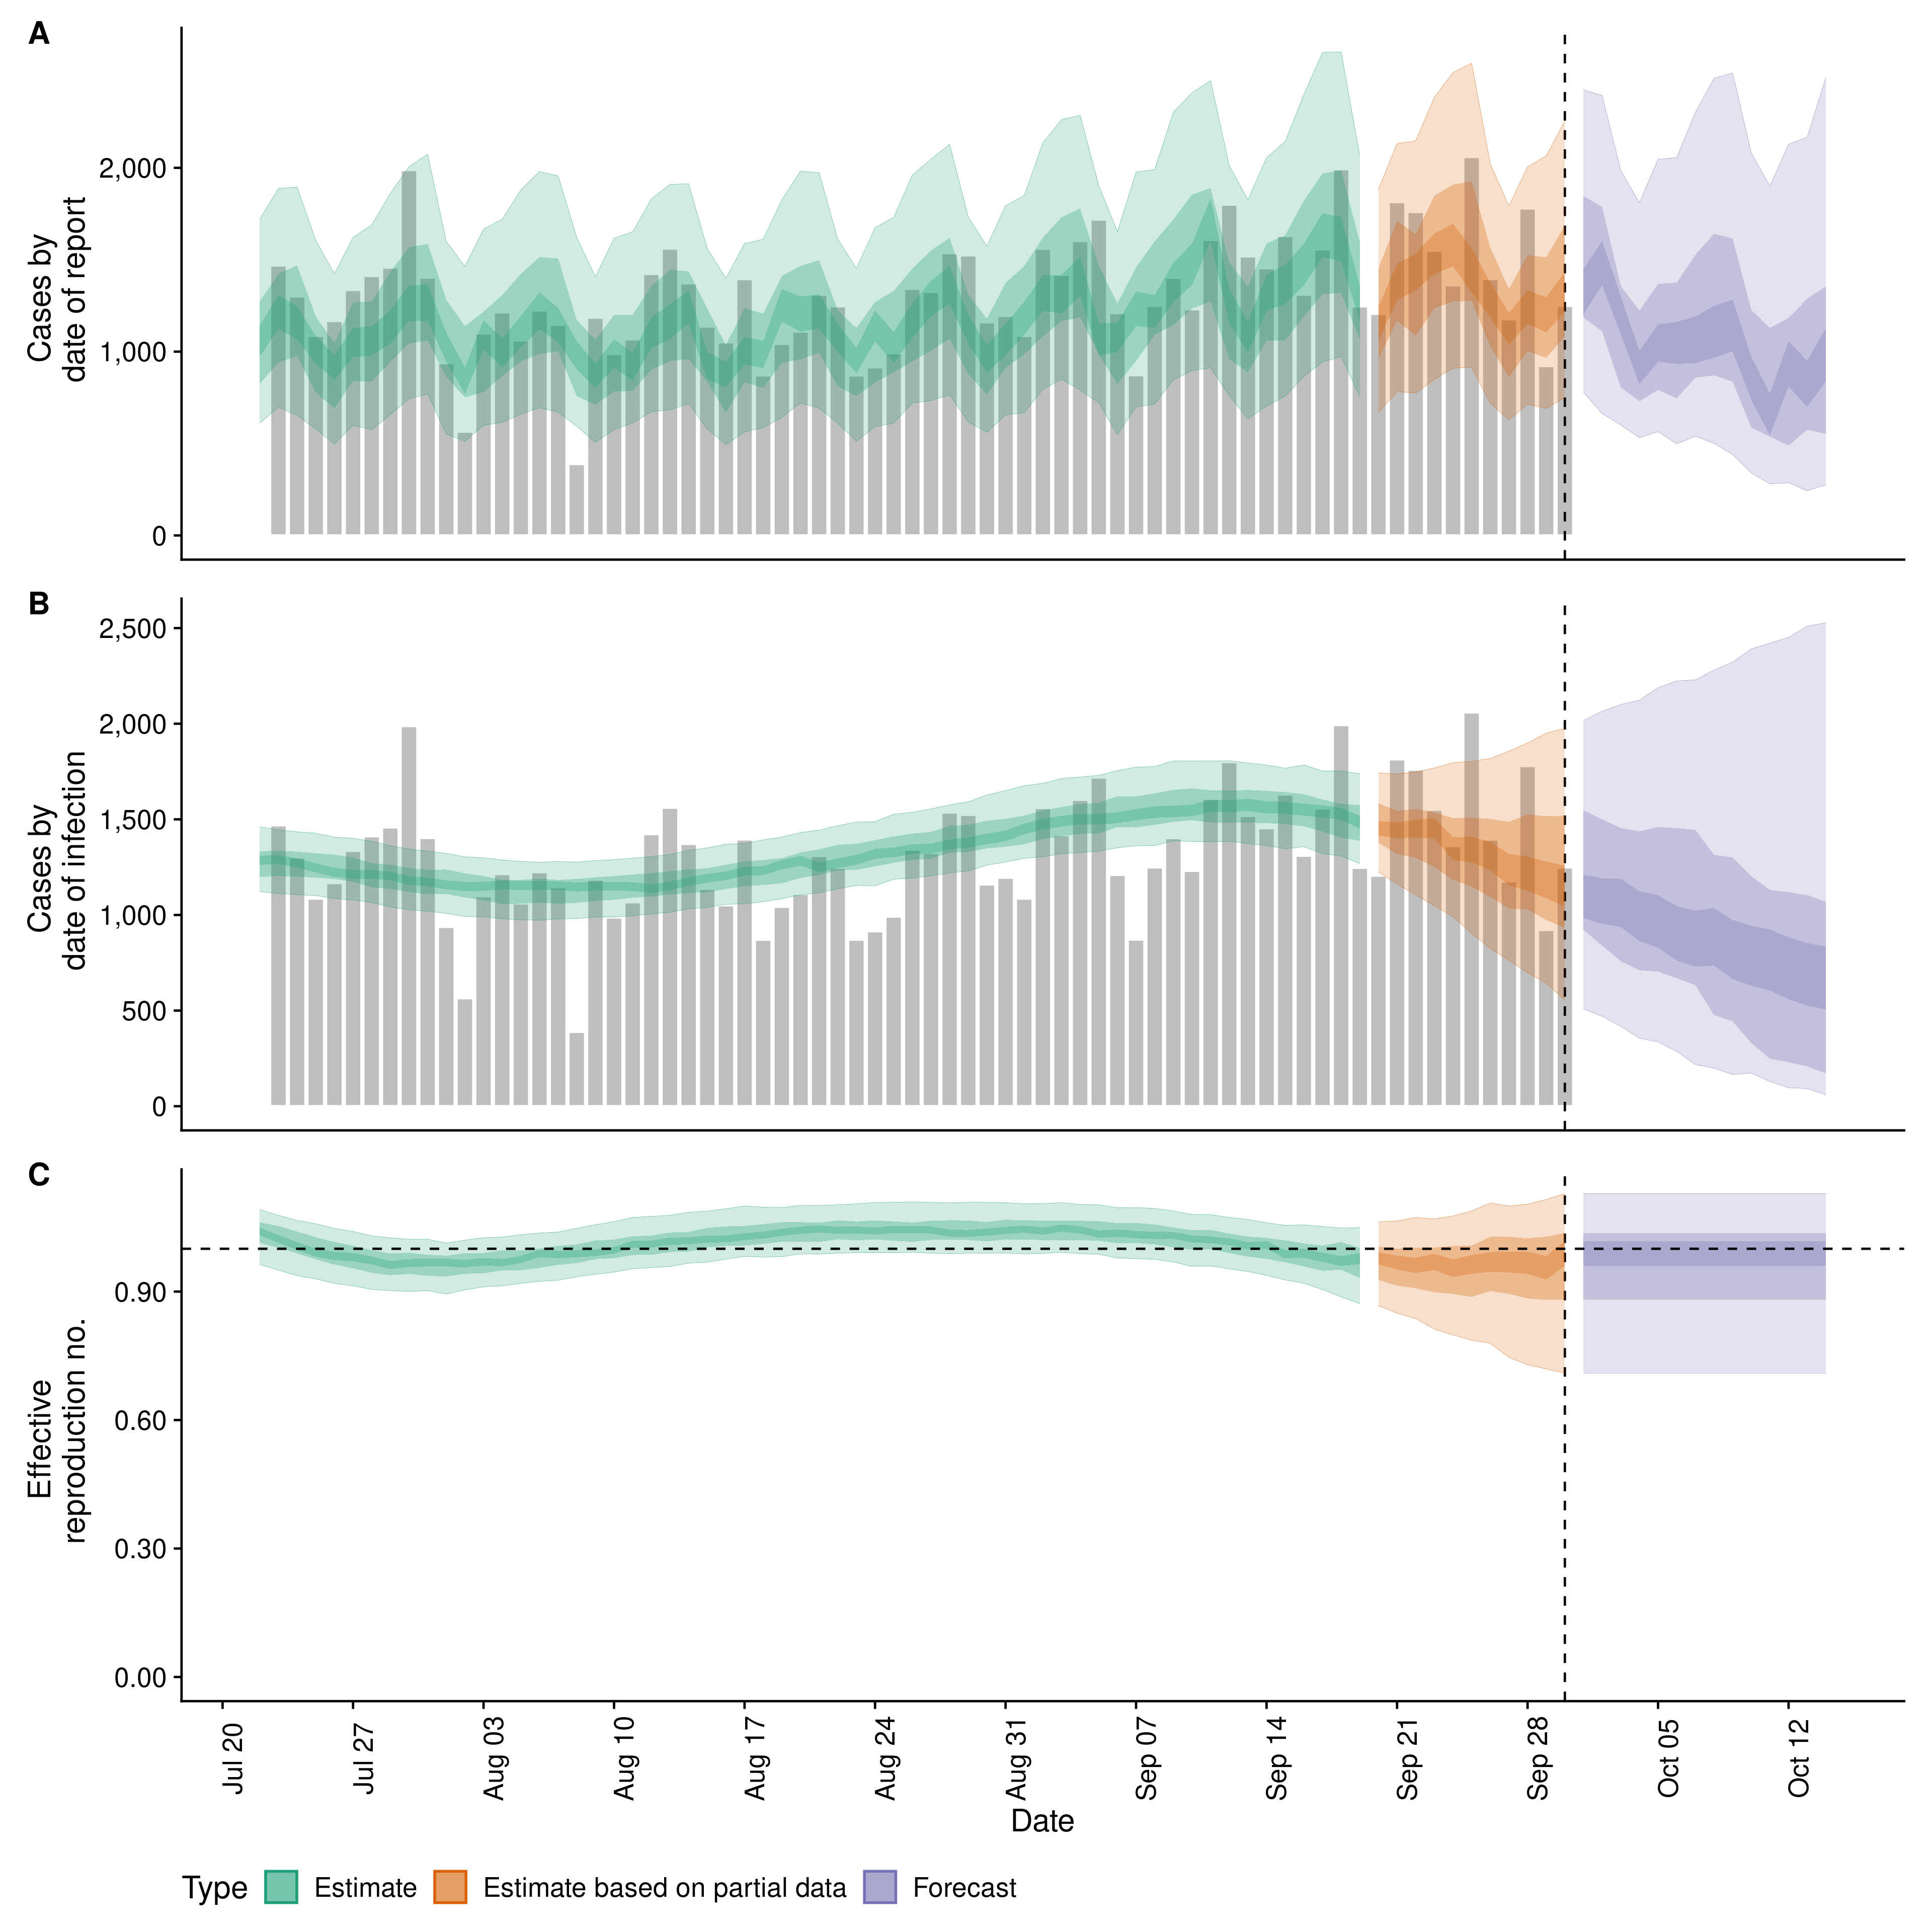 A
Cases by
date of report
2,000
1,000
0
B
Cases by
date of infection
2,500
2,000
1,500
1,000
500
0
C
Effective
reproduction no.
0.90
0.60
0.30
0.00
Jul 20
Jul 27
Aug 03
Aug 10
Aug 17
Aug 24
Aug 31
Sep 07
Sep 14
Sep 21
Sep 28
Oct 05
Oct 12
Date
Type
Estimate
Estimate based on partial data
Forecast